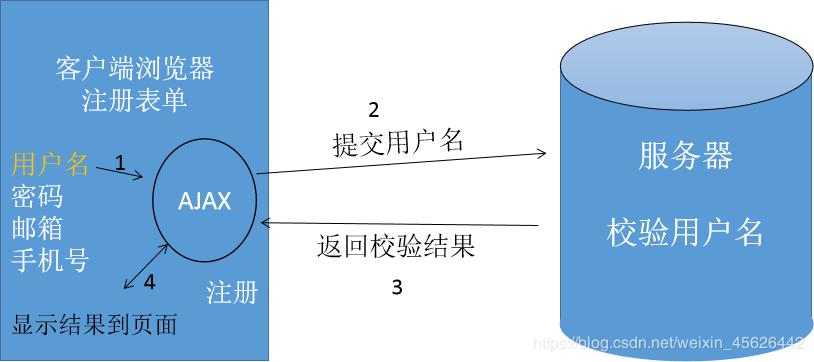 客户端浏览器
注册表单
用户名
1
密码
邮箱
手机号
AJAX
4
注册
显示结果到页面
2
提交用户名
返回校验结果
3
服务器
校验用户名
https://blog.csdn.net/weixin_45626442